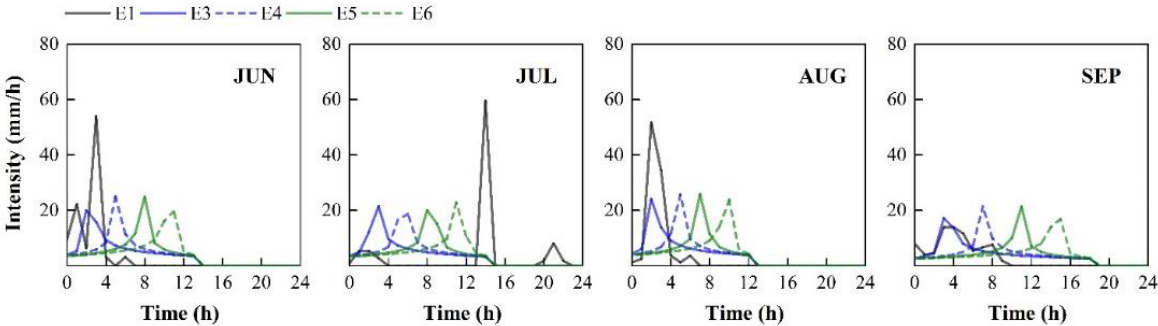 E1 E3 E4 E5 E6
80 80 80 80
JUN JUL AUG SEP
60 60 60 60
40 40 40 40
20 20 20 20
Intensity (mm/h)
0 4 8 12 16 20 24 0 4 8 12 16 20 24 0 4 8 12 16 20 24 0 4 8 12 16 20 24
Time (h) Time (h) Time (h) Time (h)